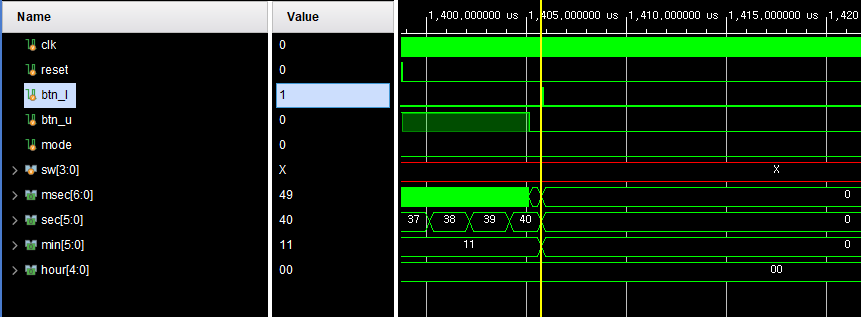 Name Value 1,400,000000 us 1,405,000000 us 1,410,000000 us 1,415,000000 us 1,420
clk 0
reset 0
btn_l 1
btn_u 0
mode 0
sw[3:0] X X
msec[6:0] 49 0
sec[5:0] 40 37 38 39 40 0
min[5:0] 11 11 0
hour[4:0] 00 00